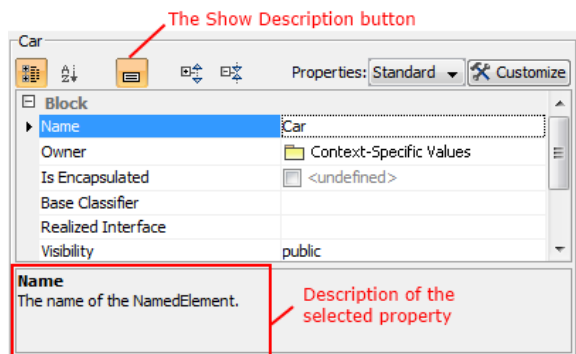 The Show Description button
Car
A Z
Properties: Standard Customize
Block
Name Car
Owner Context-Specific Values
Is Encapsulated <undefined>
Base Classifier
Realized Interface
Visibility public
Name
The name of the NamedElement.
Description of the
selected property